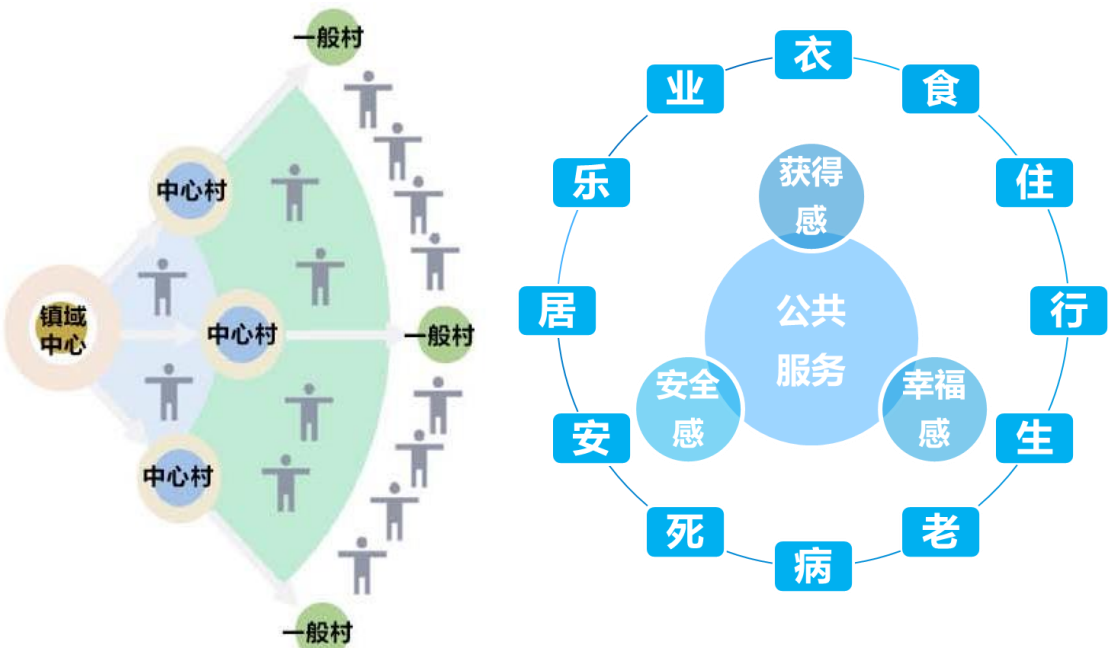 一般村
中心村
镇域
中心
中心村
一般村
中心村
一般村
衣
食
住
行
生
老
病
死
安
居
乐
业
获得
感
公共
服务
安全
感
幸福
感